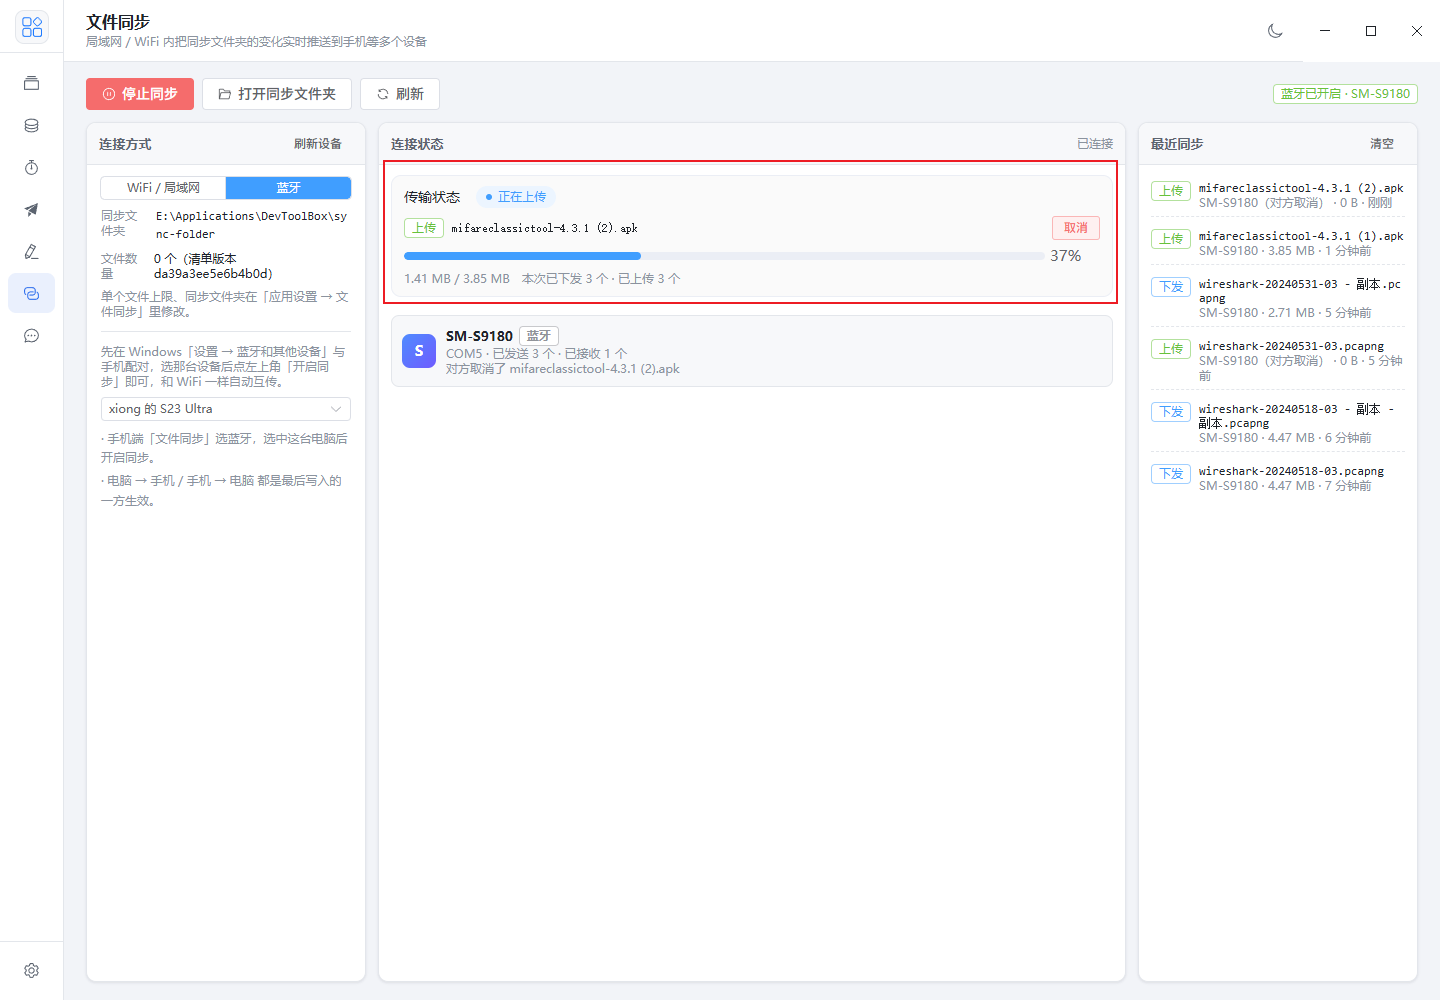 文件同步
局域网 / WiFi 内把同步文件夹的变化实时推送到手机等多个设备
停止同步
打开同步文件夹
刷新
蓝牙已开启 · SM-S9180
连接方式
刷新设备
WiFi / 局域网
蓝牙
同步文件夹
E:\Applications\DevToolBox\sy
nc-folder
文件数量
0 个（清单版本
da39a3ee5e6b4b0d）
单个文件上限、同步文件夹在「应用设置 → 文
件同步」里修改。
先在 Windows「设置 → 蓝牙和其他设备」与
手机配对，选那台设备后点左上角「开启同
步」即可，和 WiFi 一样自动互传。
xiong 的 S23 Ultra
· 手机端「文件同步」选蓝牙，选中这台电脑后
开启同步。
· 电脑 → 手机 / 手机 → 电脑 都是最后写入的
一方生效。
连接状态
已连接
传输状态
正在上传
上传
mifareclassictool-4.3.1 (2).apk
取消
37%
1.41 MB / 3.85 MB
本次已下发 3 个 · 已上传 3 个
S
SM-S9180
蓝牙
COM5 · 已发送 3 个 · 已接收 1 个
对方取消了 mifareclassictool-4.3.1 (2).apk
最近同步
清空
上传
mifareclassictool-4.3.1 (2).apk
SM-S9180（对方取消） · 0 B · 刚刚
上传
mifareclassictool-4.3.1 (1).apk
SM-S9180 · 3.85 MB · 1 分钟前
下发
wireshark-20240531-03 - 副本.pc
apng
SM-S9180 · 2.71 MB · 5 分钟前
上传
wireshark-20240531-03.pcapng
SM-S9180（对方取消） · 0 B · 5 分钟
前
下发
wireshark-20240518-03 - 副本 -
副本.pcapng
SM-S9180 · 4.47 MB · 6 分钟前
下发
wireshark-20240518-03.pcapng
SM-S9180 · 4.47 MB · 7 分钟前